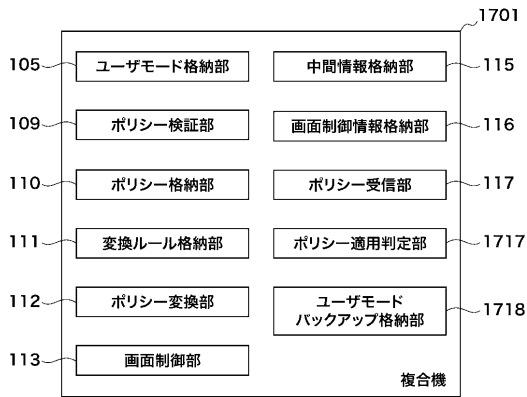 1701
105 ユーザモード格納部
中間情報格納部 115
109 ポリシー検証部
画面制御情報格納部 116
110 ポリシー格納部
ポリシー受信部 117
111 変換ルール格納部
ポリシー適用判定部 1717
112 ポリシー変換部
ユーザモード
バックアップ格納部 1718
113 画面制御部
複合機